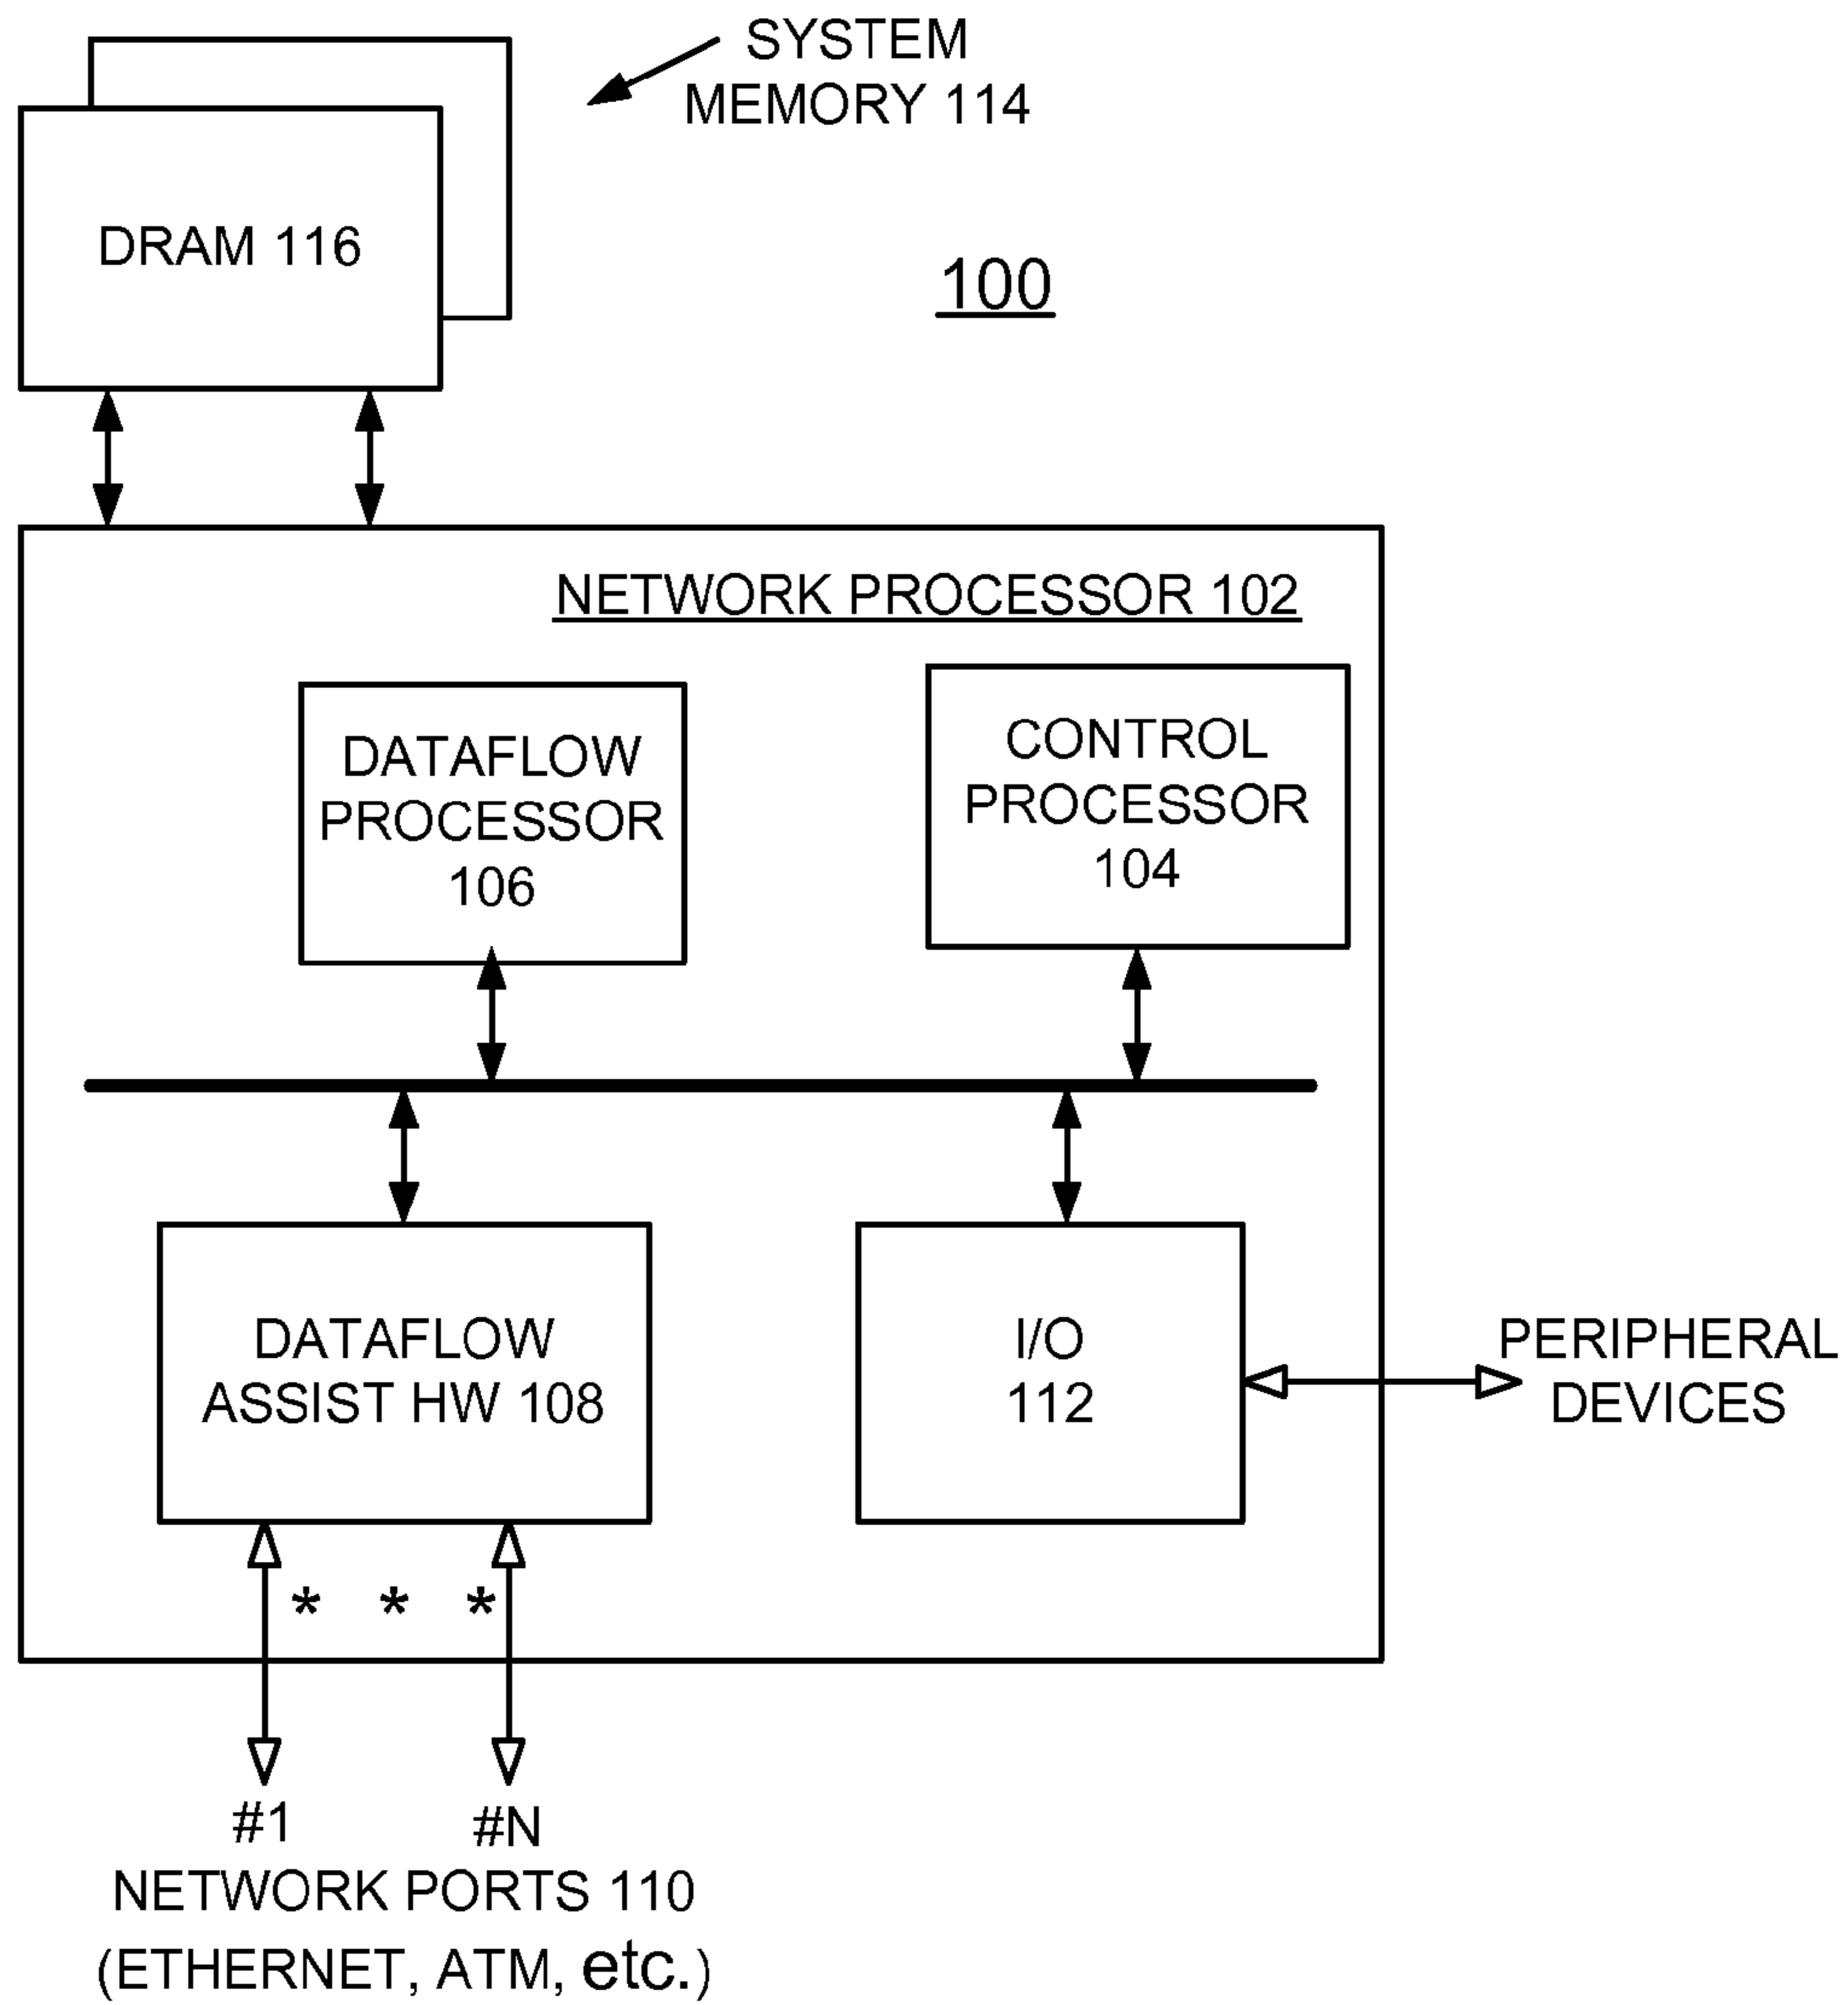 SYSTEM
MEMORY 114
DRAM 116
100
NETWORK PROCESSOR 102
DATAFLOW
PROCESSOR
106
CONTROL
PROCESSOR
104
DATAFLOW
ASSIST HW 108
I/O
112
PERIPHERAL
DEVICES
* * *
#1 #N
NETWORK PORTS 110
(ETHERNET, ATM, etc.)